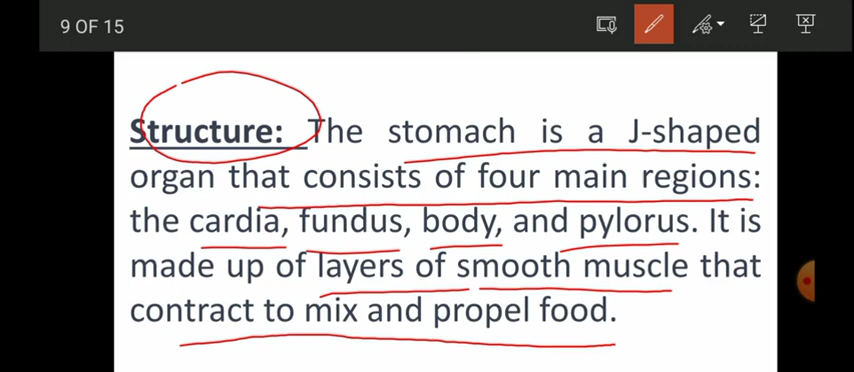 9 OF 15
Structure: The stomach is a J-shaped
organ that consists of four main regions:
the cardia, fundus, body, and pylorus. It is
made up of layers of smooth muscle that
contract to mix and propel food.